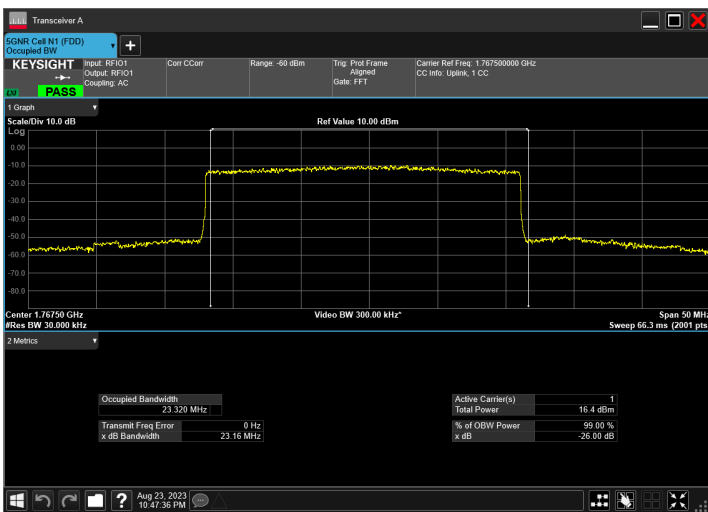 Transceiver A
5GNR Cell N1 (FDD)
Occupied BW
KEYSIGHT
LXI
PASS
Input: RFIO1
Output: RFIO1
Coupling: AC
Corr CCorr
Range: -60 dBm
Trig: Prot Frame
Aligned
Gate: FFT
Carrier Ref Freq: 1.767500000 GHz
CC Info: Uplink, 1 CC
1 Graph
Scale/Div 10.0 dB
Ref Value 10.00 dBm
Log
0.00
-10.0
-20.0
-30.0
-40.0
-50.0
-60.0
-70.0
-80.0
Center 1.76750 GHz
Video BW 300.00 kHz*
Span 50 MHz
#Res BW 30.000 kHz
Sweep 66.3 ms (2001 pts
2 Metrics
Occupied Bandwidth
23.320 MHz
Transmit Freq Error 0 Hz
x dB Bandwidth 23.16 MHz
Active Carrier(s) 1
Total Power 16.4 dBm
% of OBW Power 99.00 %
x dB -26.00 dB
?
Aug 23, 2023
10:47:36 PM